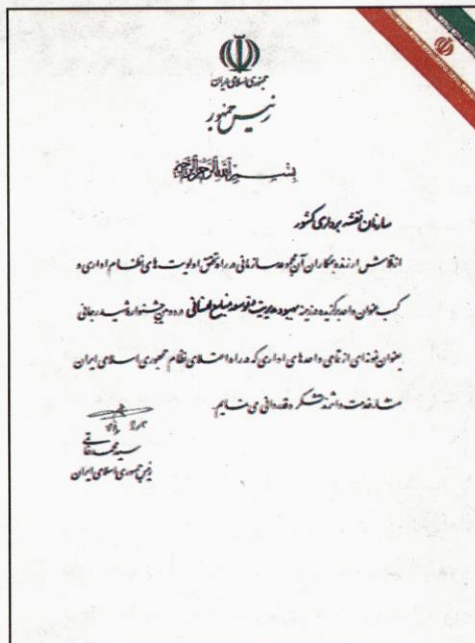 جمهوری اسلامی ایران
رئیس جمهور
بسم الله الرحمن الرحیم
سازمان نقشه برداری کشور
از تلاش ارزنده همکاران آن مجموعه سازمانی در راه تحقق اولویت های نظام اداری و
کسب عنوان واحد برگزیده در زمینه بهبود مدیریت و توسعه منابع انسانی در دومین جشنواره شهید رجائی
بعنوان نمونه ای از تلاش واحدهای اداری که در راه اعتلای نظام جمهوری اسلامی ایران
منشاء خدمت داشته اند تشکر و قدردانی می نمایم.
سید محمد خاتمی
رئیس جمهوری اسلامی ایران